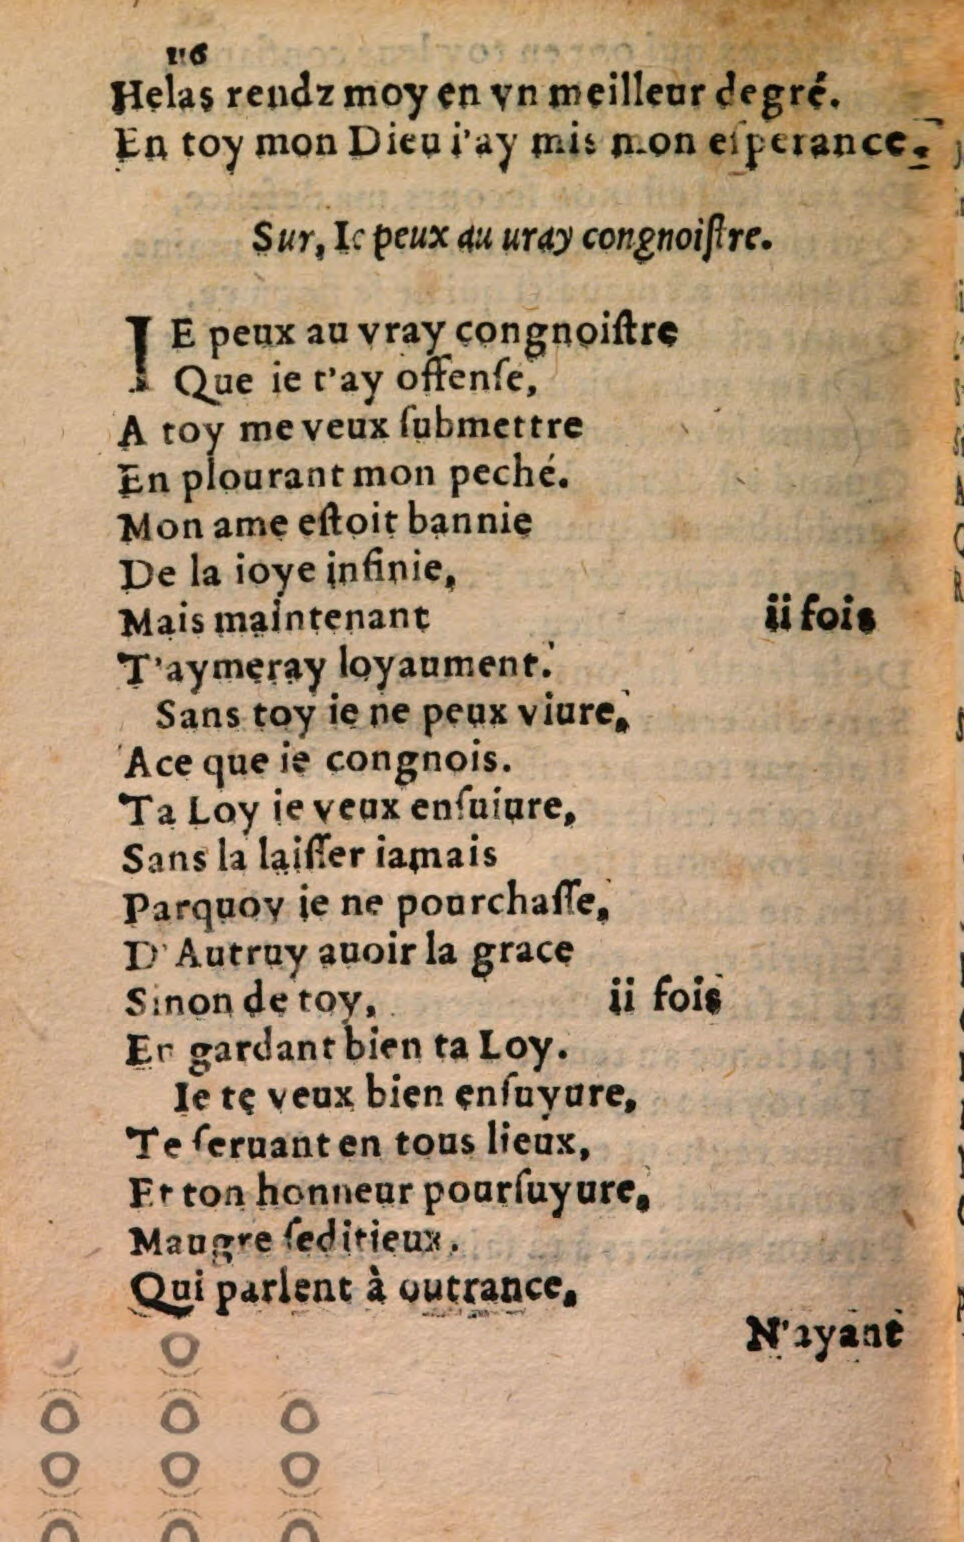 116
Helas rendz moy en vn meilleur degré.
En toy mon Dieu i'ay mis mon eſperance.
Sur, Ie peux au uray congnoiſtre.
IE peux au vray congnoiſtre
Que ie t'ay offenſe,
A toy me veux ſubmettre
En plourant mon peché.
Mon ame eſtoit bannie
De la ioye infinie,
Mais maintenant ii fois
T'aymeray loyaument.
Sans toy ie ne peux viure,
Ace que ie congnois.
Ta Loy ie veux enſuiure,
Sans la laiſſer iamais
Parquoy ie ne pourchaſſe,
D'Autruy auoir la grace
Sinon de toy, ii fois
En gardant bien ta Loy.
Ie te veux bien enſuyure,
Te ſeruant en tous lieux,
Et ton honneur pourſuyure,
Maugre ſeditieux.
Qui parlent à outrance,
N'ayant